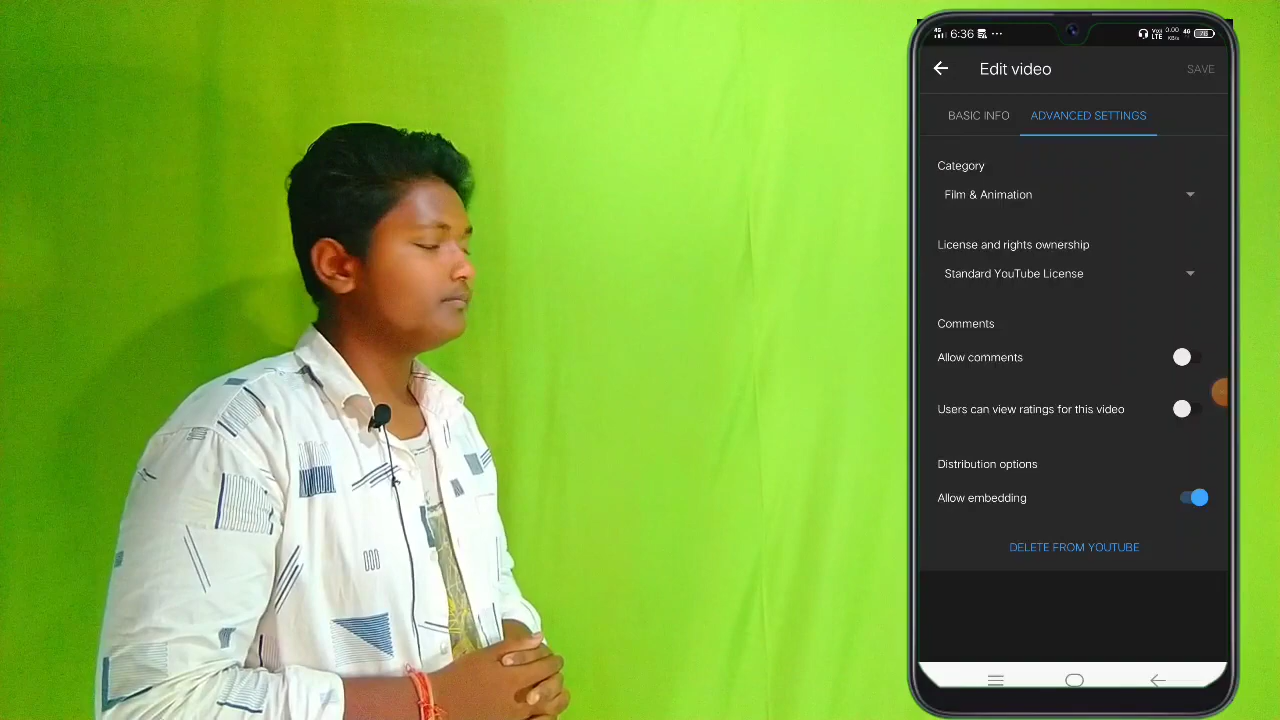 6:36
Edit video
SAVE
BASIC INFO
ADVANCED SETTINGS
Category
Film & Animation
License and rights ownership
Standard YouTube License
Comments
Allow comments
Users can view ratings for this video
Distribution options
Allow embedding
DELETE FROM YOUTUBE